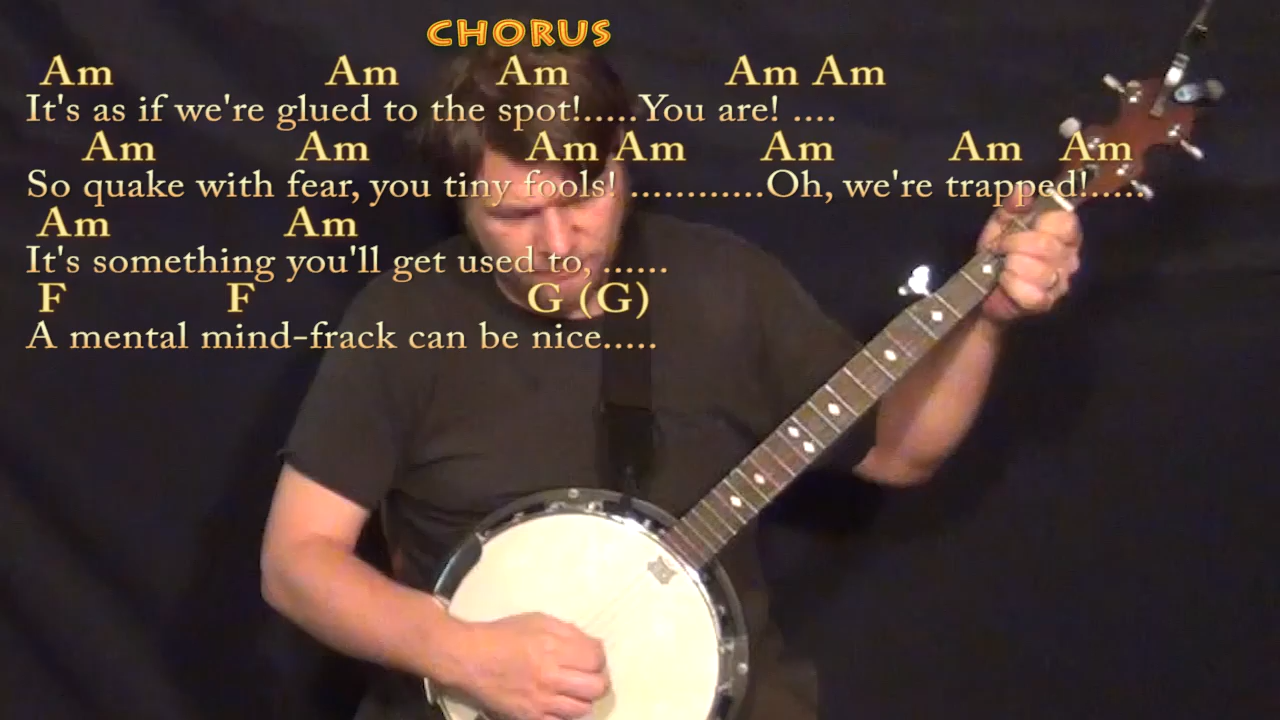 CHORUS
Am Am Am Am Am
It's as if we're glued to the spot!.....You are! ....
Am Am Am Am Am Am Am
So quake with fear, you tiny fools! ............Oh, we're trapped!.....
Am Am
It's something you'll get used to, ......
F F G (G)
A mental mind-frack can be nice.....